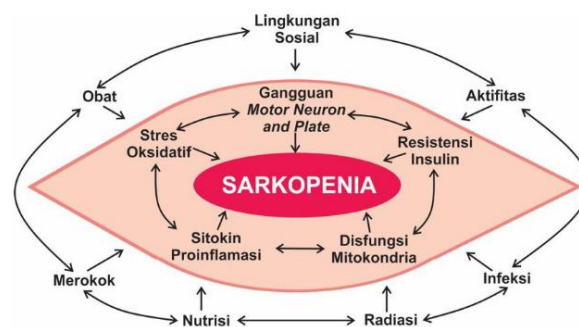 Lingkungan
Sosial
Obat
Aktifitas
Gangguan
Motor Neuron
and Plate
Stres
Oksidatif
Resistensi
Insulin
SARKOPENIA
Sitokin
Proinflamasi
Disfungsi
Mitokondria
Merokok
Infeksi
Nutrisi
Radiasi